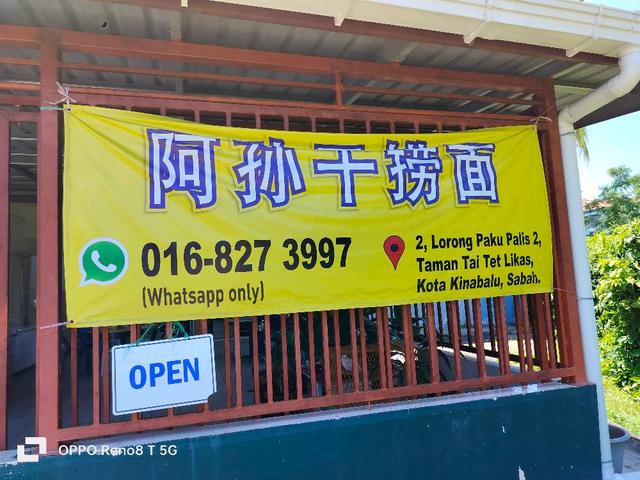 阿孙干捞面
016-827 3997
(Whatsapp only)
2, Lorong Paku Palis 2,
Taman Tai Tet Likas,
Kota Kinabalu, Sabah.
OPEN
OPPO Reno8 T 5G